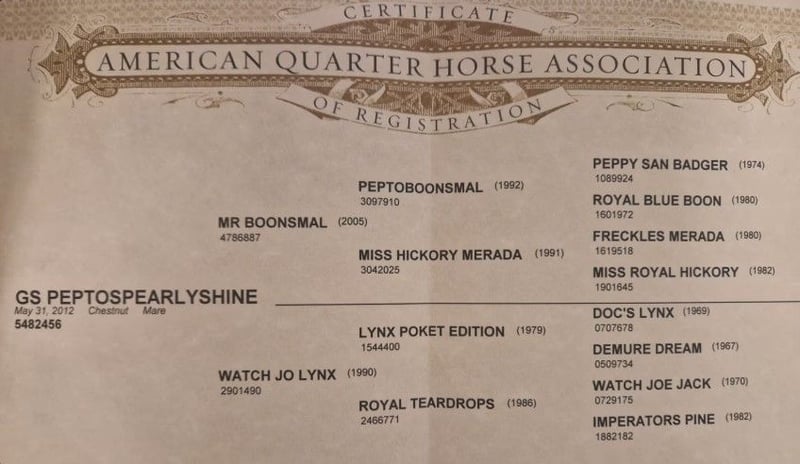 CERTIFICATE
AMERICAN QUARTER HORSE ASSOCIATION
OF REGISTRATION
PEPPY SAN BADGER (1974)
1089924
PEPTOBOONSMAL (1992)
3097910
ROYAL BLUE BOON (1980)
1601972
MR BOONSMAL (2005)
4786887
FRECKLES MERADA (1980)
1619518
MISS HICKORY MERADA (1991)
3042025
MISS ROYAL HICKORY (1982)
1901645
GS PEPTOSPEARLYSHINE
May 31, 2012 Chestnut Mare
5482456
DOC'S LYNX (1969)
0707678
LYNX POKET EDITION (1979)
1544400
DEMURE DREAM (1967)
0509734
WATCH JO LYNX (1990)
2901490
WATCH JOE JACK (1970)
0729175
ROYAL TEARDROPS (1986)
2466771
IMPERATORS PINE (1982)
1882182